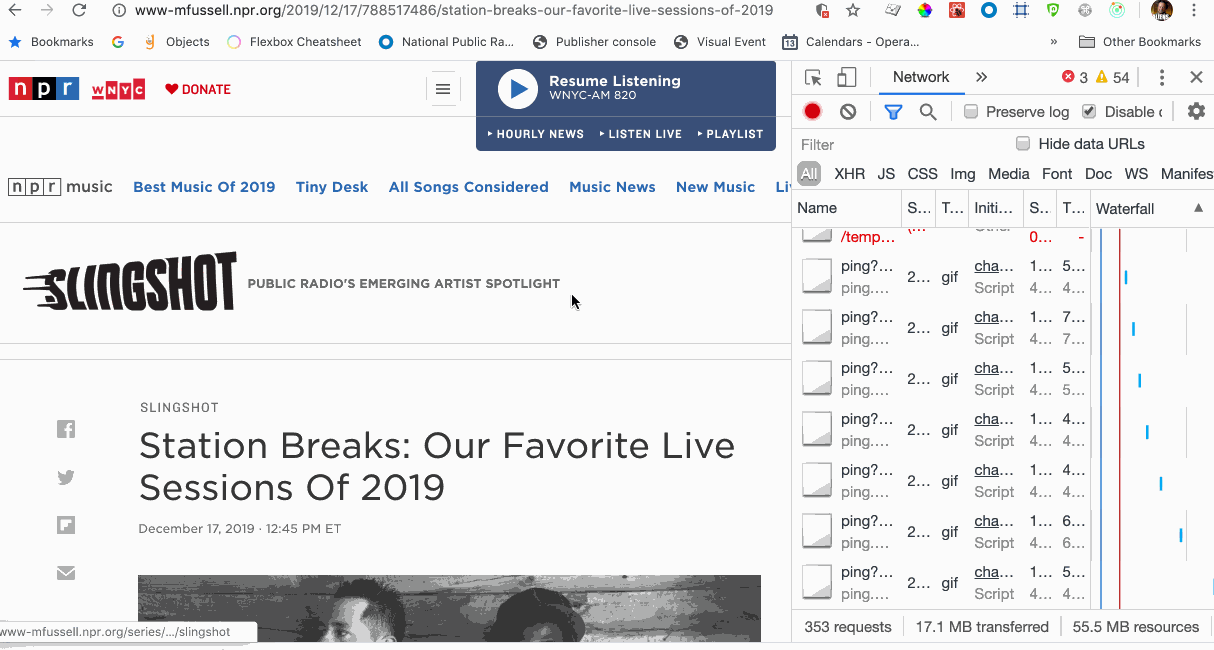 www-mfussell.npr.org/2019/12/17/788517486/station-breaks-our-favorite-live-sessions-of-2019
Bookmarks Objects Flexbox Cheatsheet National Public Ra... Publisher console Visual Event Calendars - Opera... » Other Bookmarks
npr wnyc DONATE
Resume Listening
WNYC-AM 820
HOURLY NEWS LISTEN LIVE PLAYLIST
npr music Best Music Of 2019 Tiny Desk All Songs Considered Music News New Music Li
SLINGSHOT PUBLIC RADIO'S EMERGING ARTIST SPOTLIGHT
SLINGSHOT
Station Breaks: Our Favorite Live
Sessions Of 2019
December 17, 2019 · 12:45 PM ET
www-mfussell.npr.org/series/.../slingshot
Network » 3 54
Preserve log Disable c
Filter Hide data URLs
All XHR JS CSS Img Media Font Doc WS Manifes
Name S... T... Initi... S... T... Waterfall
/temp... (... Other 0... -
ping?... 2... gif cha... 1... 5...
ping.... Script 4... 4...
ping?... 2... gif cha... 1... 7...
ping.... Script 4... 7...
ping?... 2... gif cha... 1... 5...
ping.... Script 4... 5...
ping?... 2... gif cha... 1... 4...
ping.... Script 4... 4...
ping?... 2... gif cha... 1... 4...
ping.... Script 4... 4...
ping?... 2... gif cha... 1... 6...
ping.... Script 4... 6...
ping?... 2... gif cha... 1... 5...
ping.... Script 4... 4...
353 requests 17.1 MB transferred 55.5 MB resources